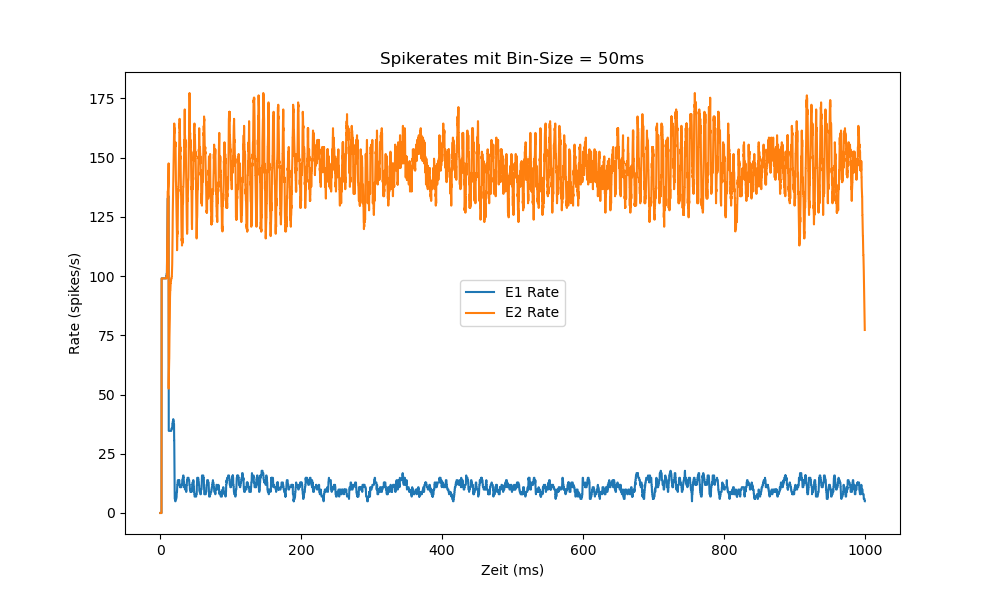 Spikerates mit Bin-Size = 50ms
Rate (spikes/s)
175
150
125
100
75
50
25
0
E1 Rate
E2 Rate
0 200 400 600 800 1000
Zeit (ms)